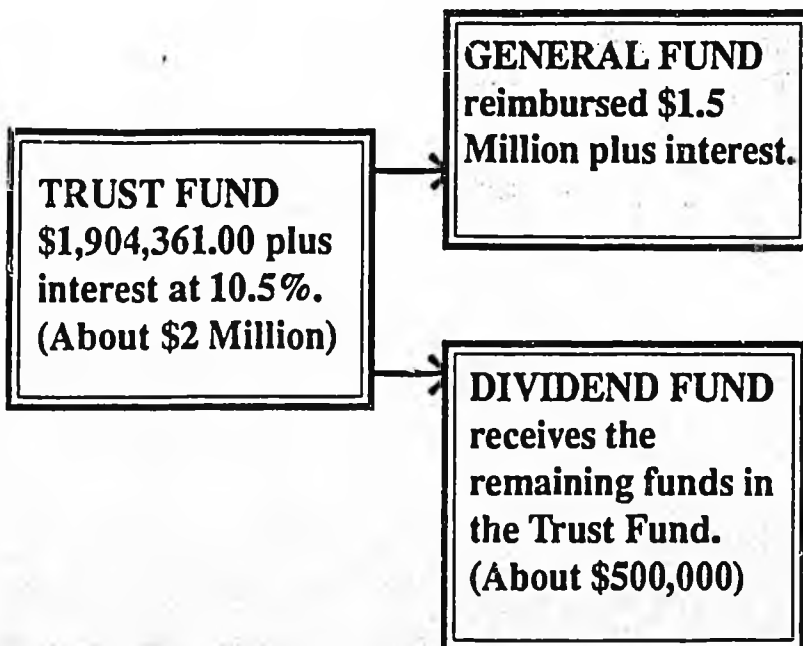 GENERAL FUND
reimbursed $1.5
Million plus interest.
TRUST FUND
$1,904,361.00 plus
interest at 10.5%.
(About $2 Million)
DIVIDEND FUND
receives the
remaining funds in
the Trust Fund.
(About $500,000)